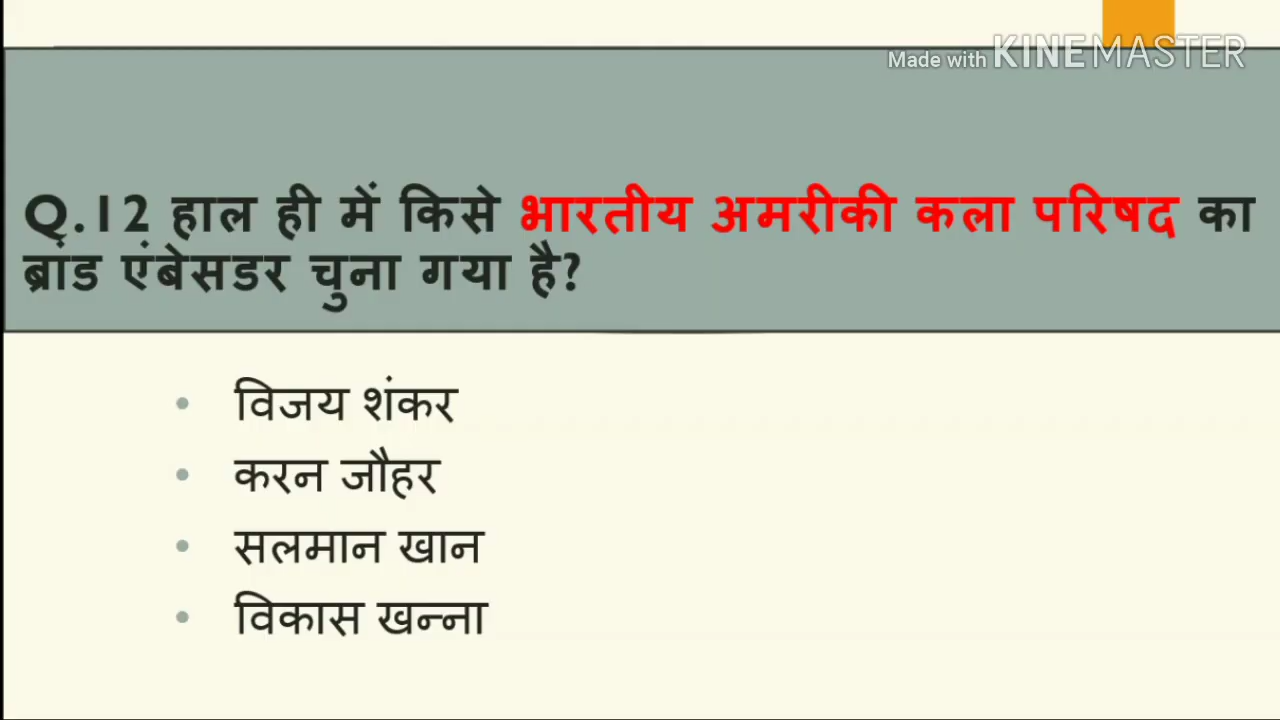 Made with KINEMASTER
Q.12 हाल ही में किसे भारतीय अमरीकी कला परिषद का
ब्रांड एंबेसडर चुना गया है?
• विजय शंकर
• करन जौहर
• सलमान खान
• विकास खन्ना